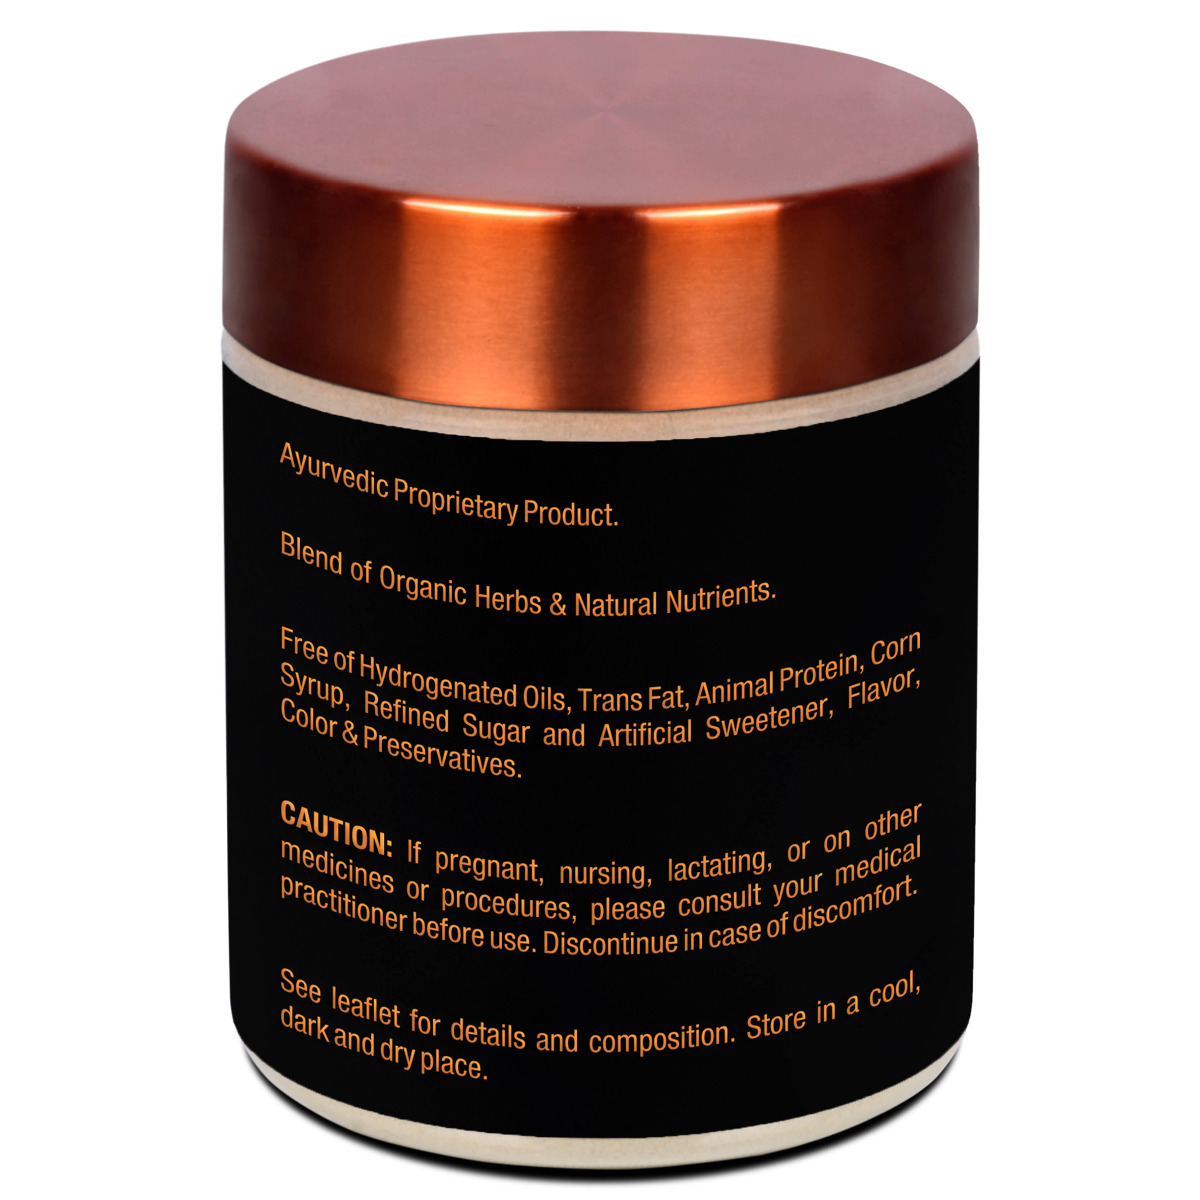 Ayurvedic Proprietary Product.
Blend of Organic Herbs & Natural Nutrients.
Free of Hydrogenated Oils, Trans Fat, Animal Protein, Corn
Syrup, Refined Sugar and Artificial Sweetener, Flavor,
Color & Preservatives.
CAUTION: If pregnant, nursing, lactating, or on other
medicines or procedures, please consult your medical
practitioner before use. Discontinue in case of discomfort.
See leaflet for details and composition. Store in a cool,
dark and dry place.